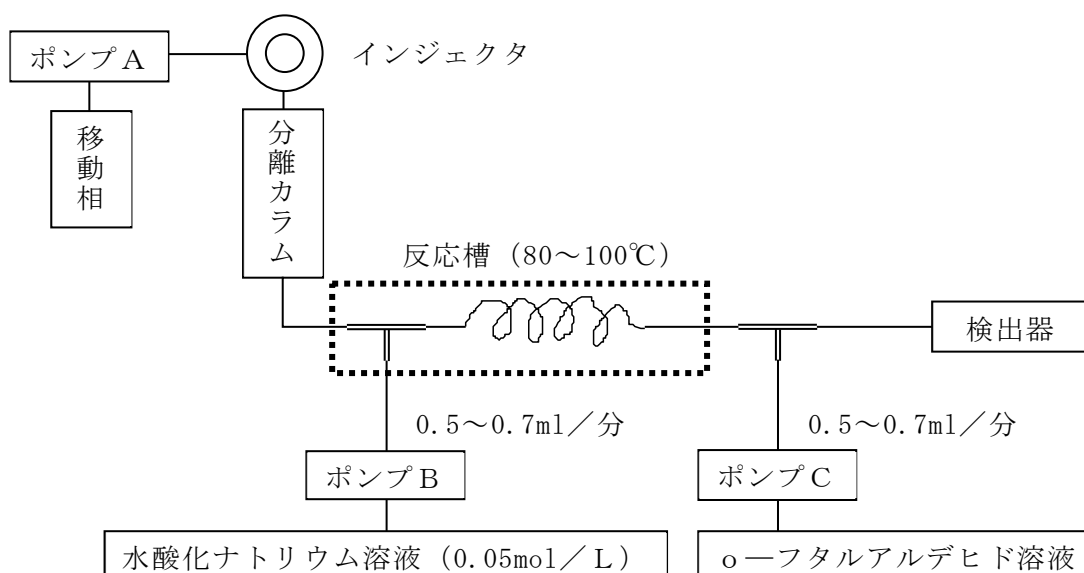 ポンプA
インジェクタ
移動相
分離カラム
反応槽（80～100℃）
検出器
0.5～0.7ml／分
0.5～0.7ml／分
ポンプB
ポンプC
水酸化ナトリウム溶液（0.05mol／L）
o―フタルアルデヒド溶液